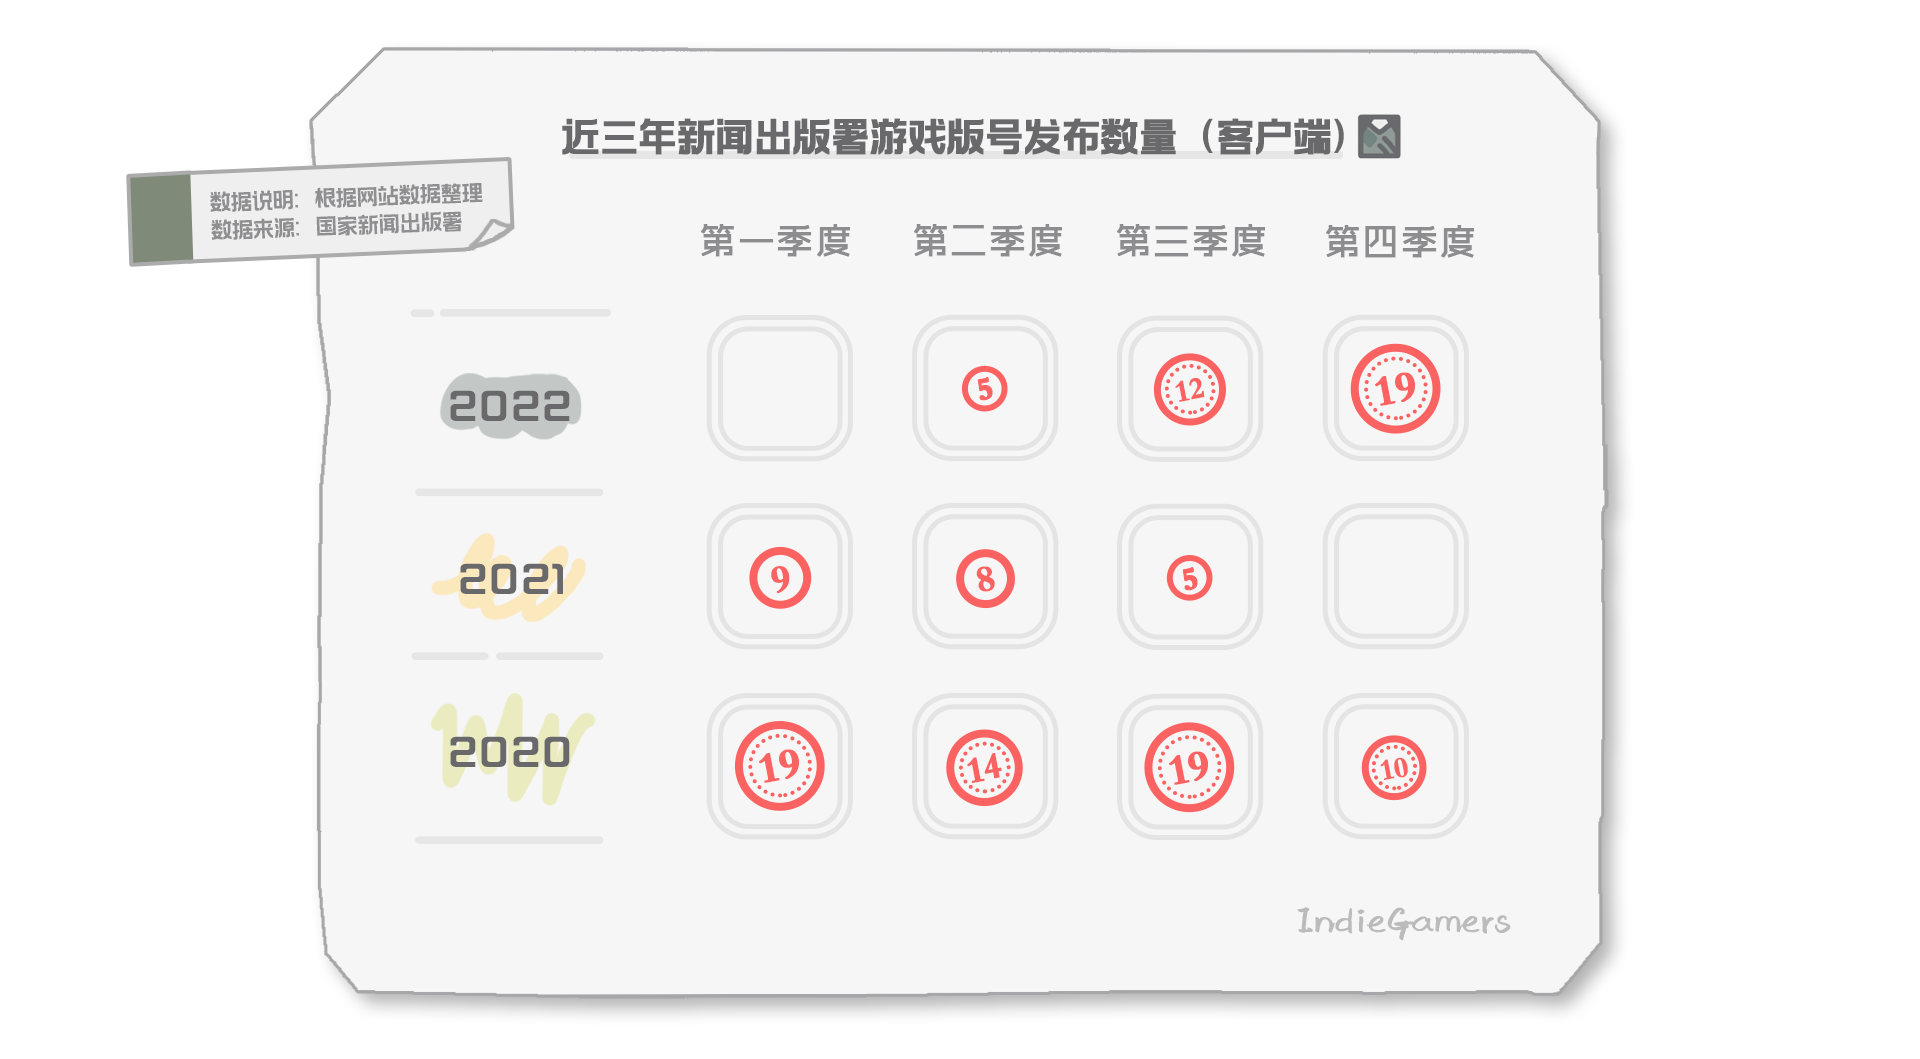 近三年新闻出版署游戏版号发布数量（客户端)
数据说明: 根据网站数据整理
数据来源: 国家新闻出版署
第一季度 第二季度 第三季度 第四季度
2022 5 12 19
2021 9 8 5
2020 19 14 19 10
IndieGamers